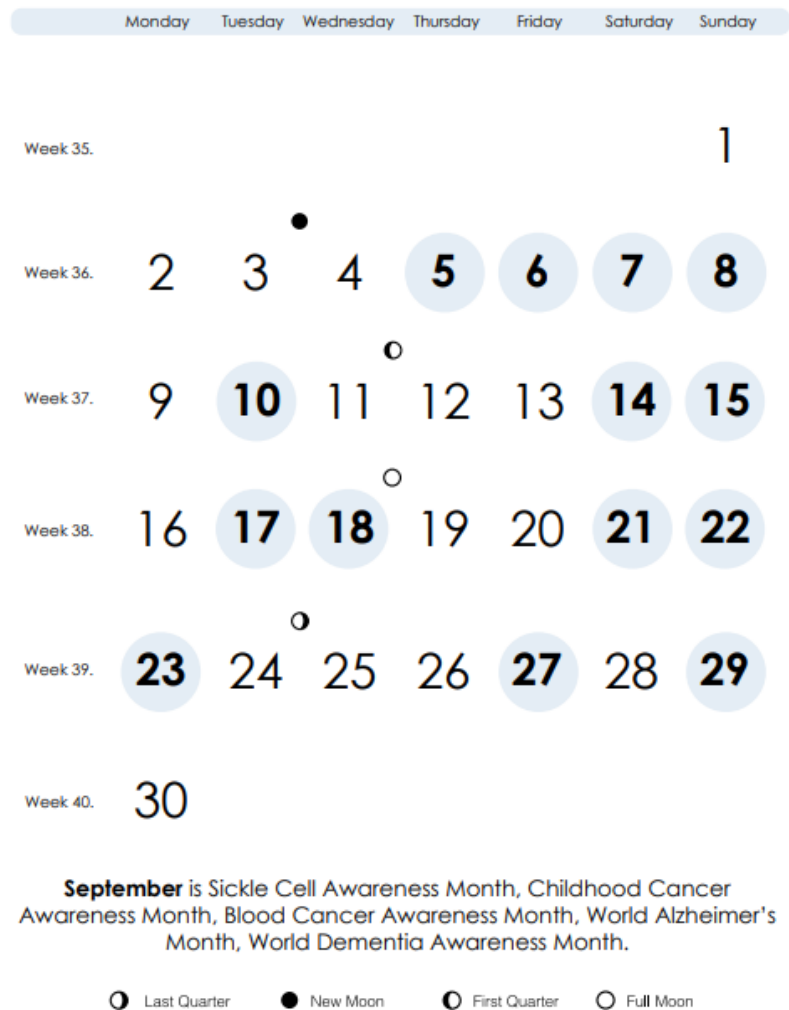 Monday Tuesday Wednesday Thursday Friday Saturday Sunday
Week 35. 1
Week 36. 2 3 4 5 6 7 8
Week 37. 9 10 11 12 13 14 15
Week 38. 16 17 18 19 20 21 22
Week 39. 23 24 25 26 27 28 29
Week 40. 30
September is Sickle Cell Awareness Month, Childhood Cancer
Awareness Month, Blood Cancer Awareness Month, World Alzheimer's
Month, World Dementia Awareness Month.
Last Quarter New Moon First Quarter Full Moon